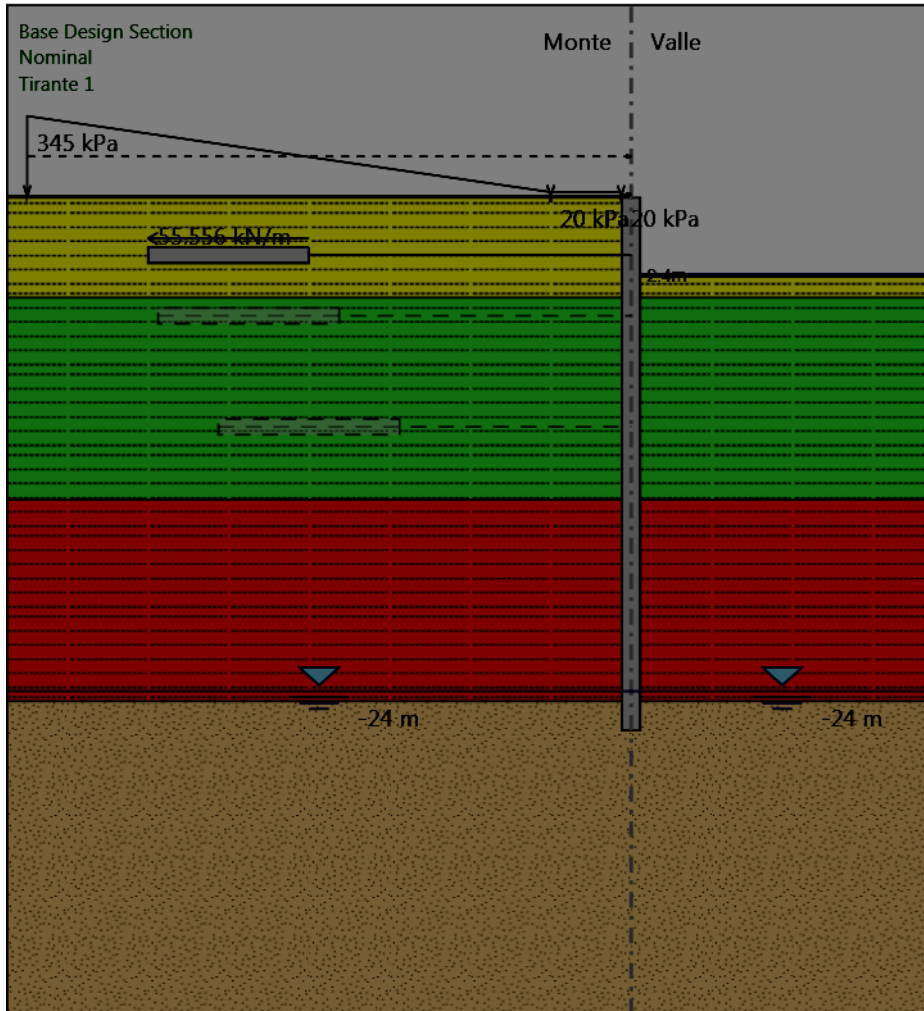 Base Design Section
Nominal
Tirante 1
Monte
Valle
345 kPa
20 kPa
20 kPa
55.556 kN/m
-24 m
-24 m